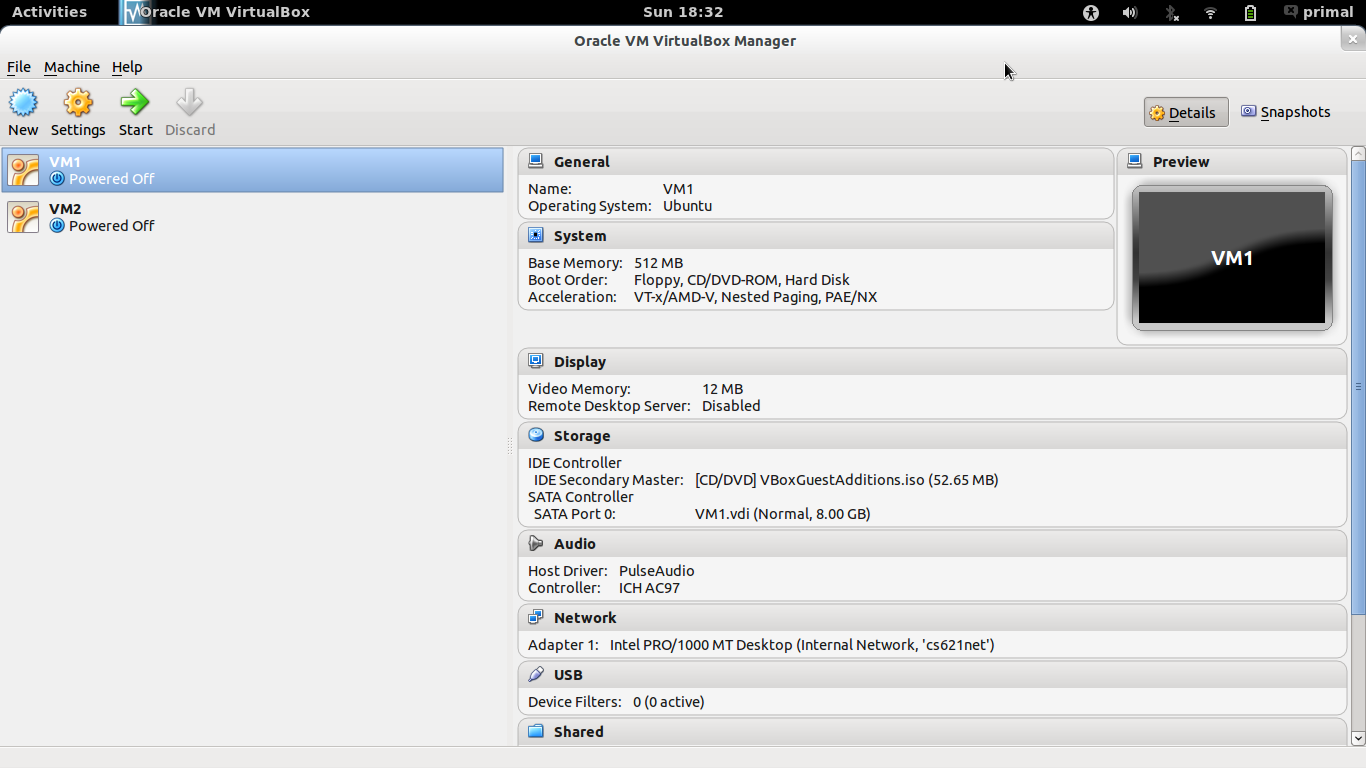 Activities
Oracle VM VirtualBox
Sun 18:32
primal
Oracle VM VirtualBox Manager
File Machine Help
New Settings Start Discard
Details Snapshots
VM1
Powered Off
VM2
Powered Off
General
Name: VM1
Operating System: Ubuntu
System
Base Memory: 512 MB
Boot Order: Floppy, CD/DVD-ROM, Hard Disk
Acceleration: VT-x/AMD-V, Nested Paging, PAE/NX
Preview
VM1
Display
Video Memory: 12 MB
Remote Desktop Server: Disabled
Storage
IDE Controller
IDE Secondary Master: [CD/DVD] VBoxGuestAdditions.iso (52.65 MB)
SATA Controller
SATA Port 0: VM1.vdi (Normal, 8.00 GB)
Audio
Host Driver: PulseAudio
Controller: ICH AC97
Network
Adapter 1: Intel PRO/1000 MT Desktop (Internal Network, 'cs621net')
USB
Device Filters: 0 (0 active)
Shared